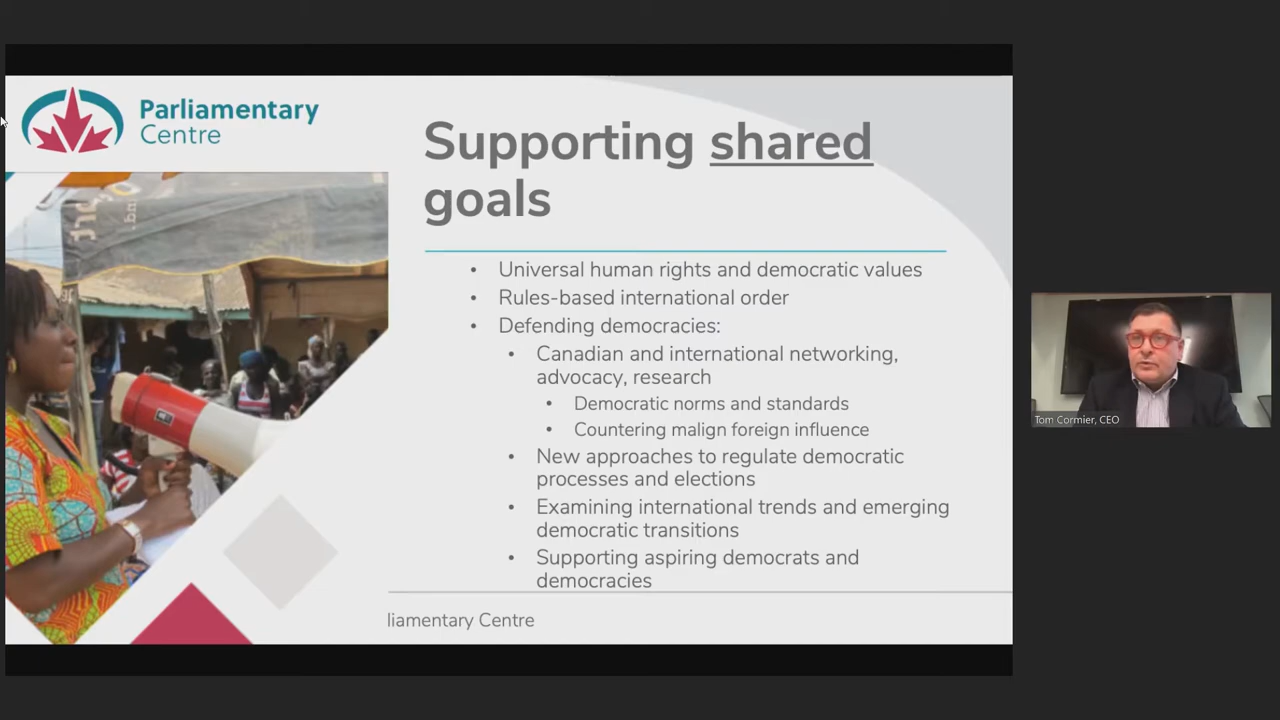 Parliamentary
Centre
Supporting shared
goals
• Universal human rights and democratic values
• Rules-based international order
• Defending democracies:
• Canadian and international networking,
advocacy, research
• Democratic norms and standards
• Countering malign foreign influence
• New approaches to regulate democratic
processes and elections
• Examining international trends and emerging
democratic transitions
• Supporting aspiring democrats and
democracies
liamentary Centre
Tom Cormier, CEO